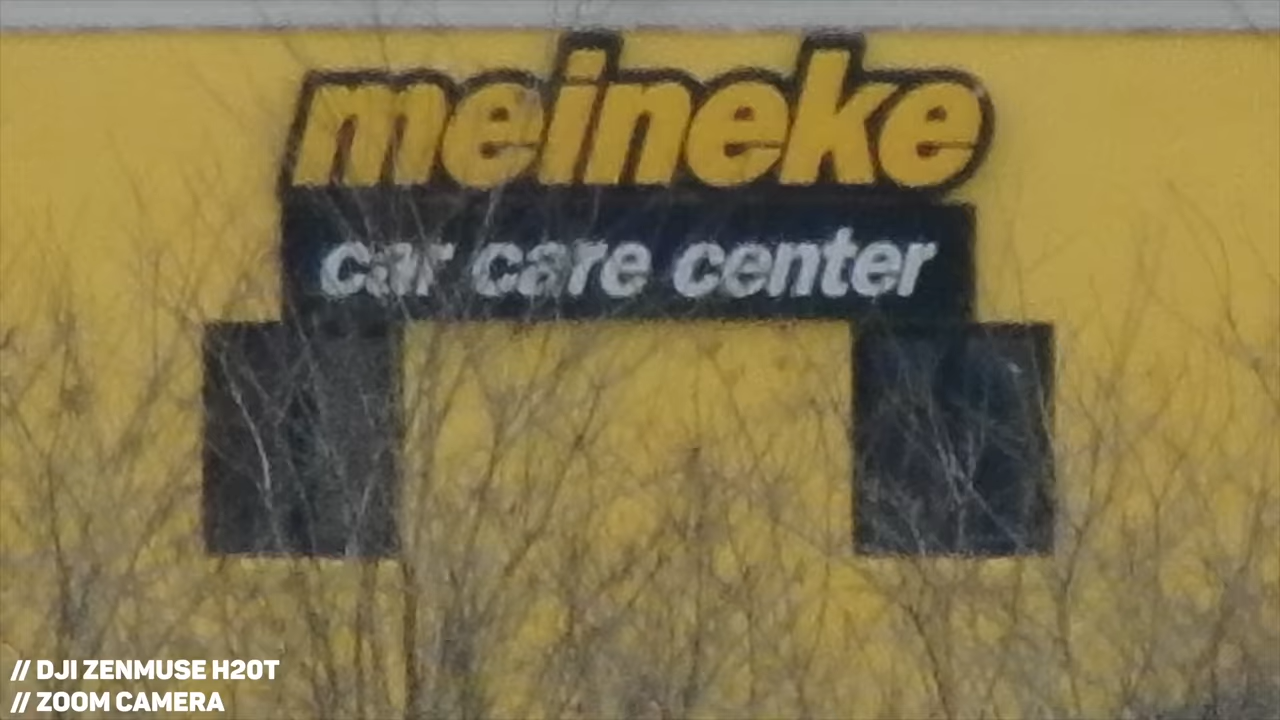 meineke
car care center
// DJI ZENMUSE H20T
// ZOOM CAMERA